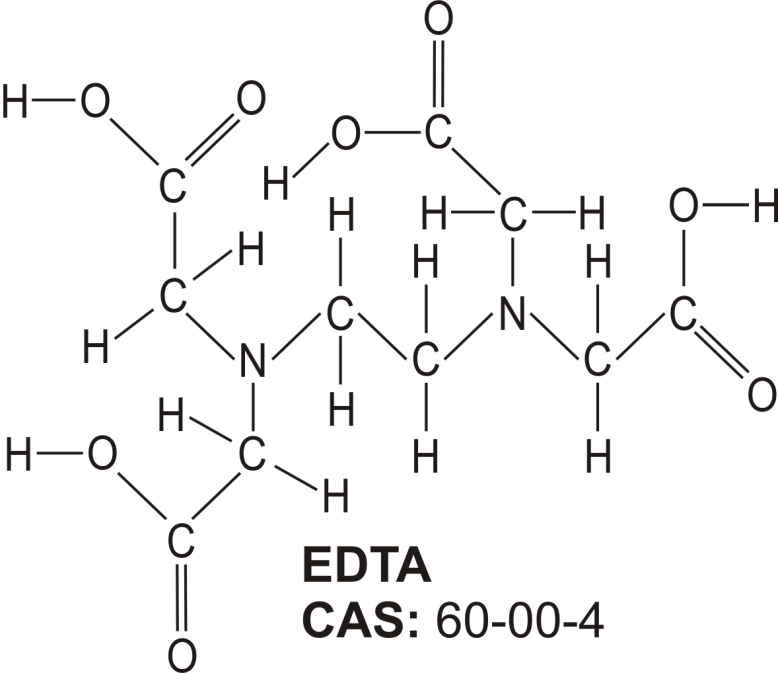 O
H O O
O C
H C
H H C H O H
H H H H
C C N C
H N C C
H H O
H C H H
H O H
C
EDTA
CAS: 60-00-4
O